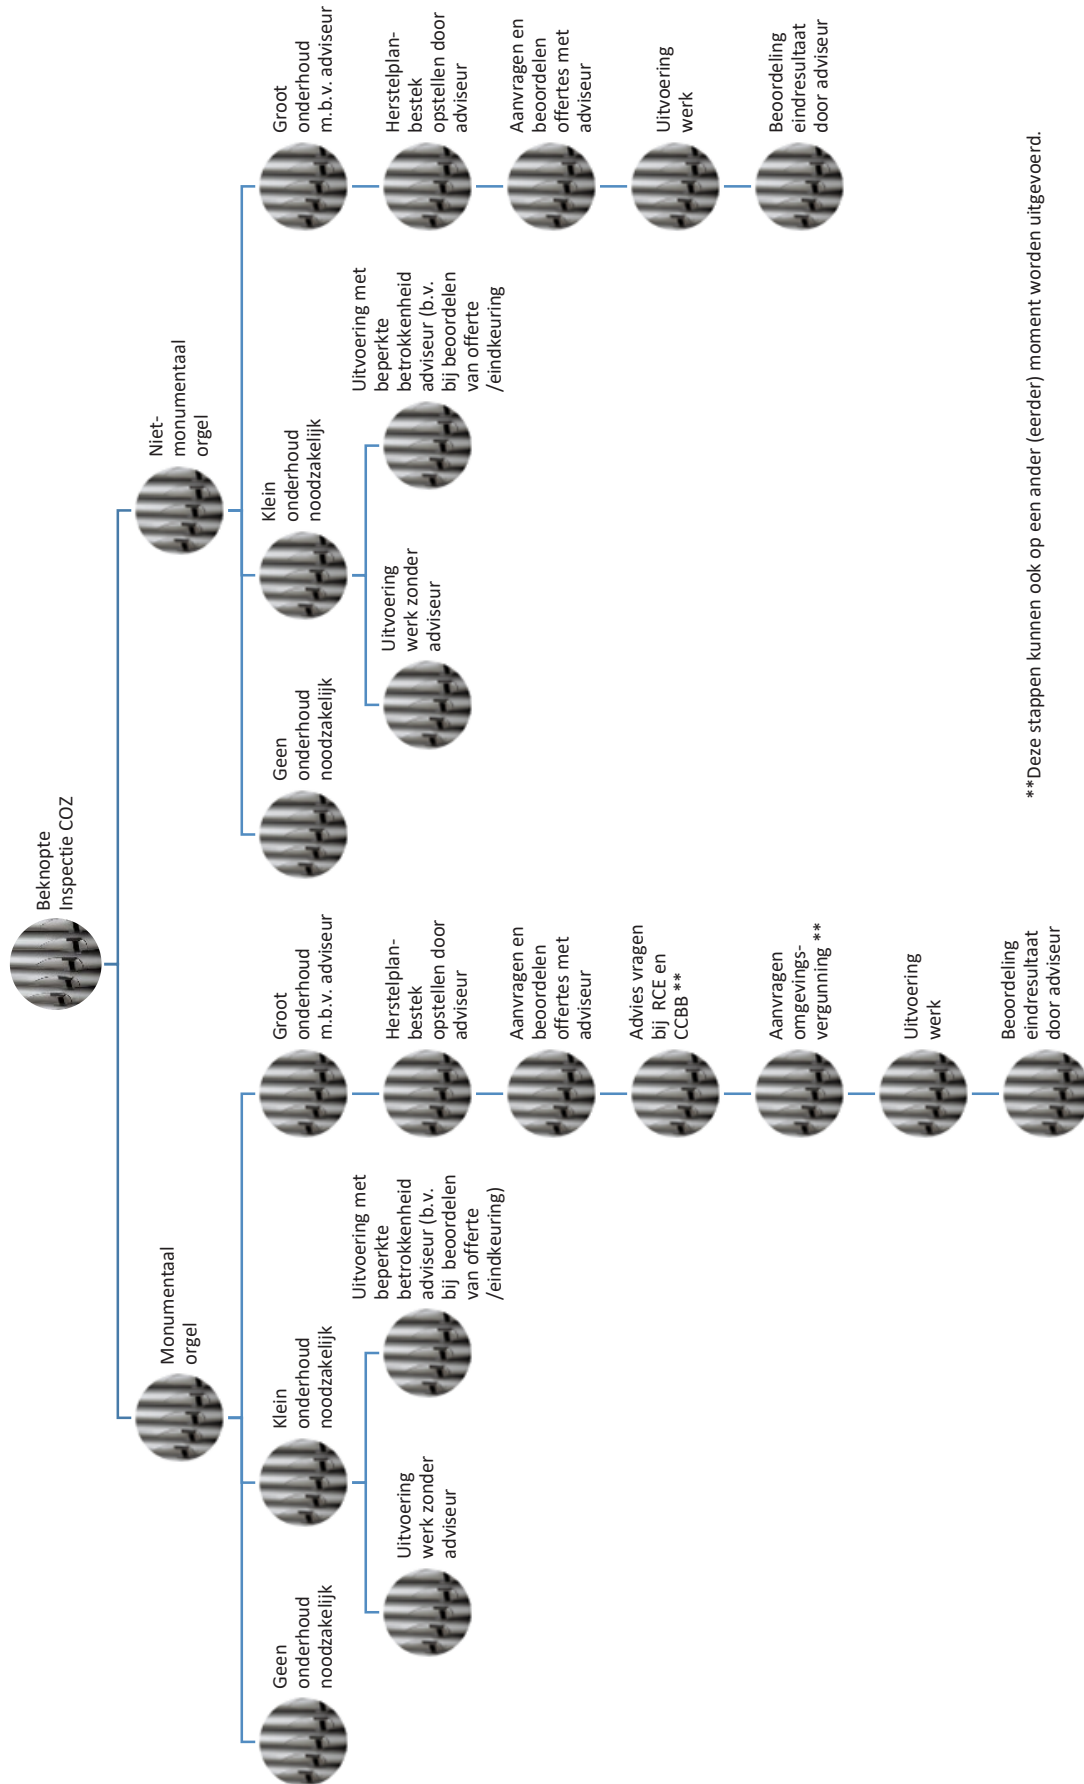 Beknopte
Inspectie COZ
Monumentaal
orgel
Geen
onderhoud
noodzakelijk
Klein
onderhoud
noodzakelijk
Uitvoering
werk zonder
adviseur
Uitvoering met
beperkte
betrokkenheid
adviseur (b.v.
bij beoordelen
van offerte
/eindkeuring)
Groot
onderhoud
m.b.v. adviseur
Herstelplan-
bestek
opstellen door
adviseur
Aanvragen en
beoordelen
offertes met
adviseur
Advies vragen
bij RCE en
CCBB **
Aanvragen
omgevings-
vergunning **
Uitvoering
werk
Beoordeling
eindresultaat
door adviseur
Niet-
monumentaal
orgel
Geen
onderhoud
noodzakelijk
Klein
onderhoud
noodzakelijk
Uitvoering
werk zonder
adviseur
Uitvoering met
beperkte
betrokkenheid
adviseur (b.v.
bij beoordelen
van offerte
/eindkeuring
Groot
onderhoud
m.b.v. adviseur
Herstelplan-
bestek
opstellen door
adviseur
Aanvragen en
beoordelen
offertes met
adviseur
Uitvoering
werk
Beoordeling
eindresultaat
door adviseur
**Deze stappen kunnen ook op een ander (eerder) moment worden uitgevoerd.